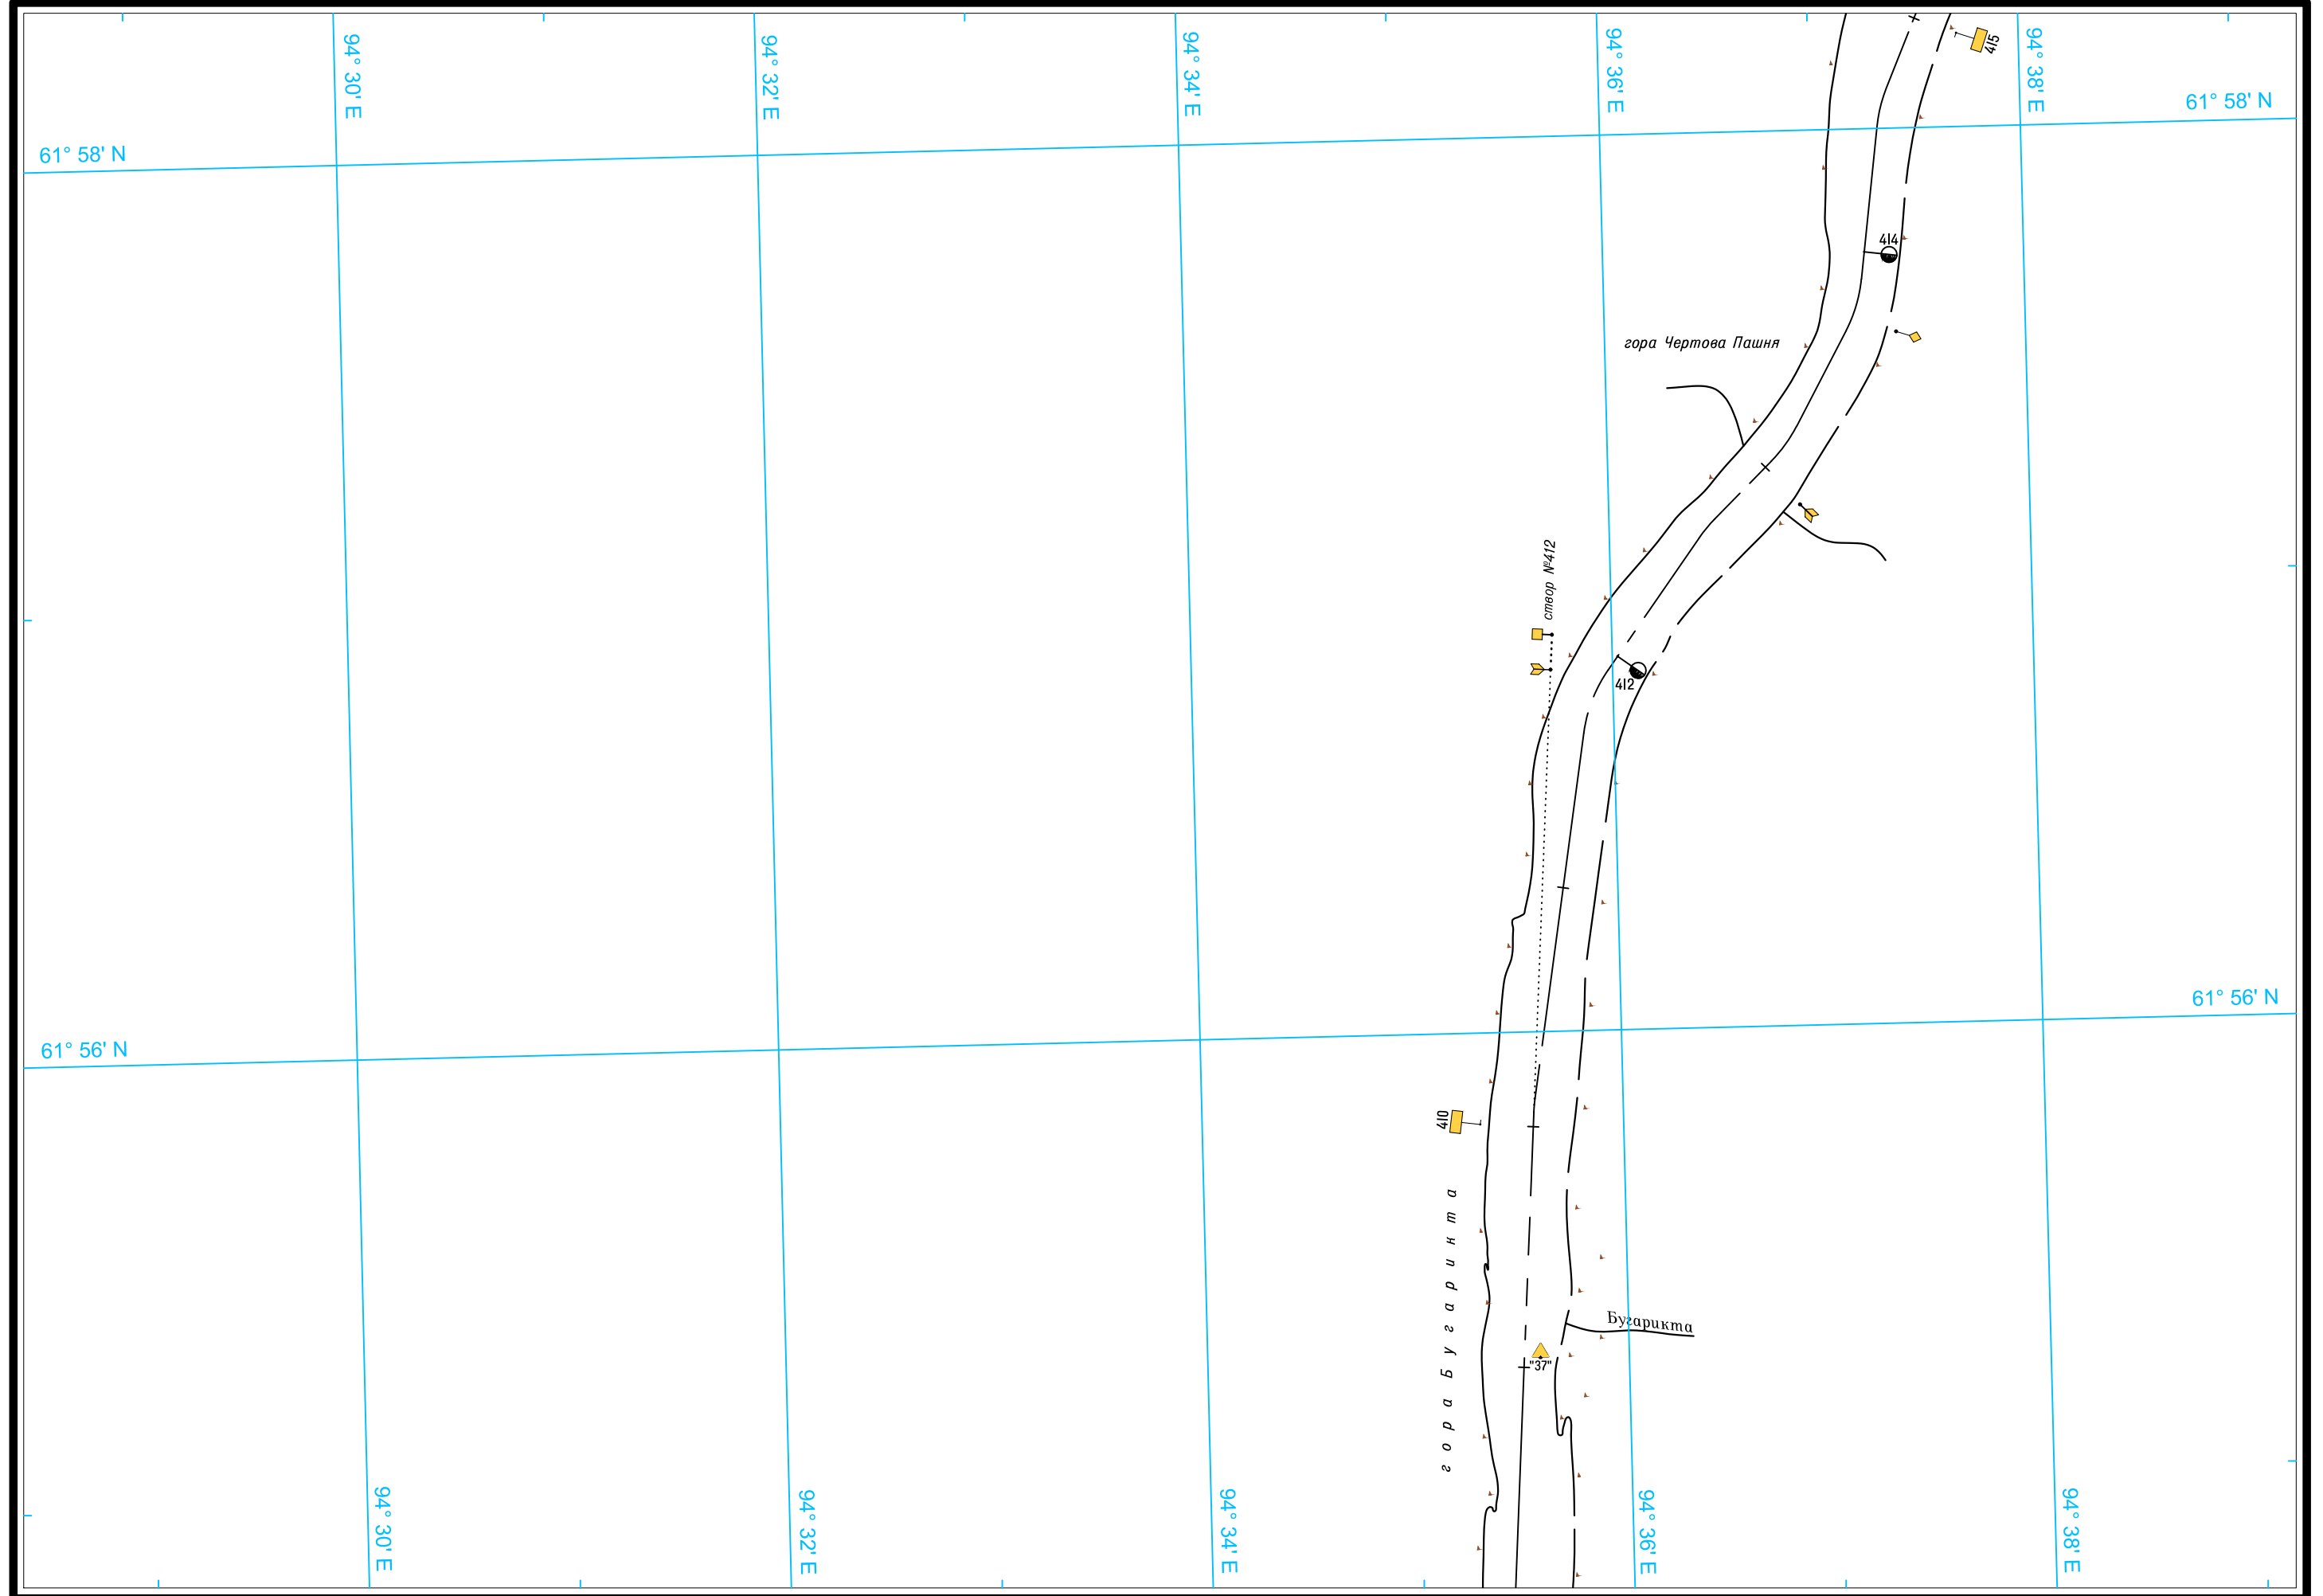 94° 30' E
94° 32' E
94° 34' E
94° 36' E
94° 38' E
415
61° 58' N
61° 58' N
414
гора Чертова Пашня
створ №412
412
61° 56' N
61° 56' N
410
гора Бугарикта
Бугарикта
"37"
94° 30' E
94° 32' E
94° 34' E
94° 36' E
94° 38' E